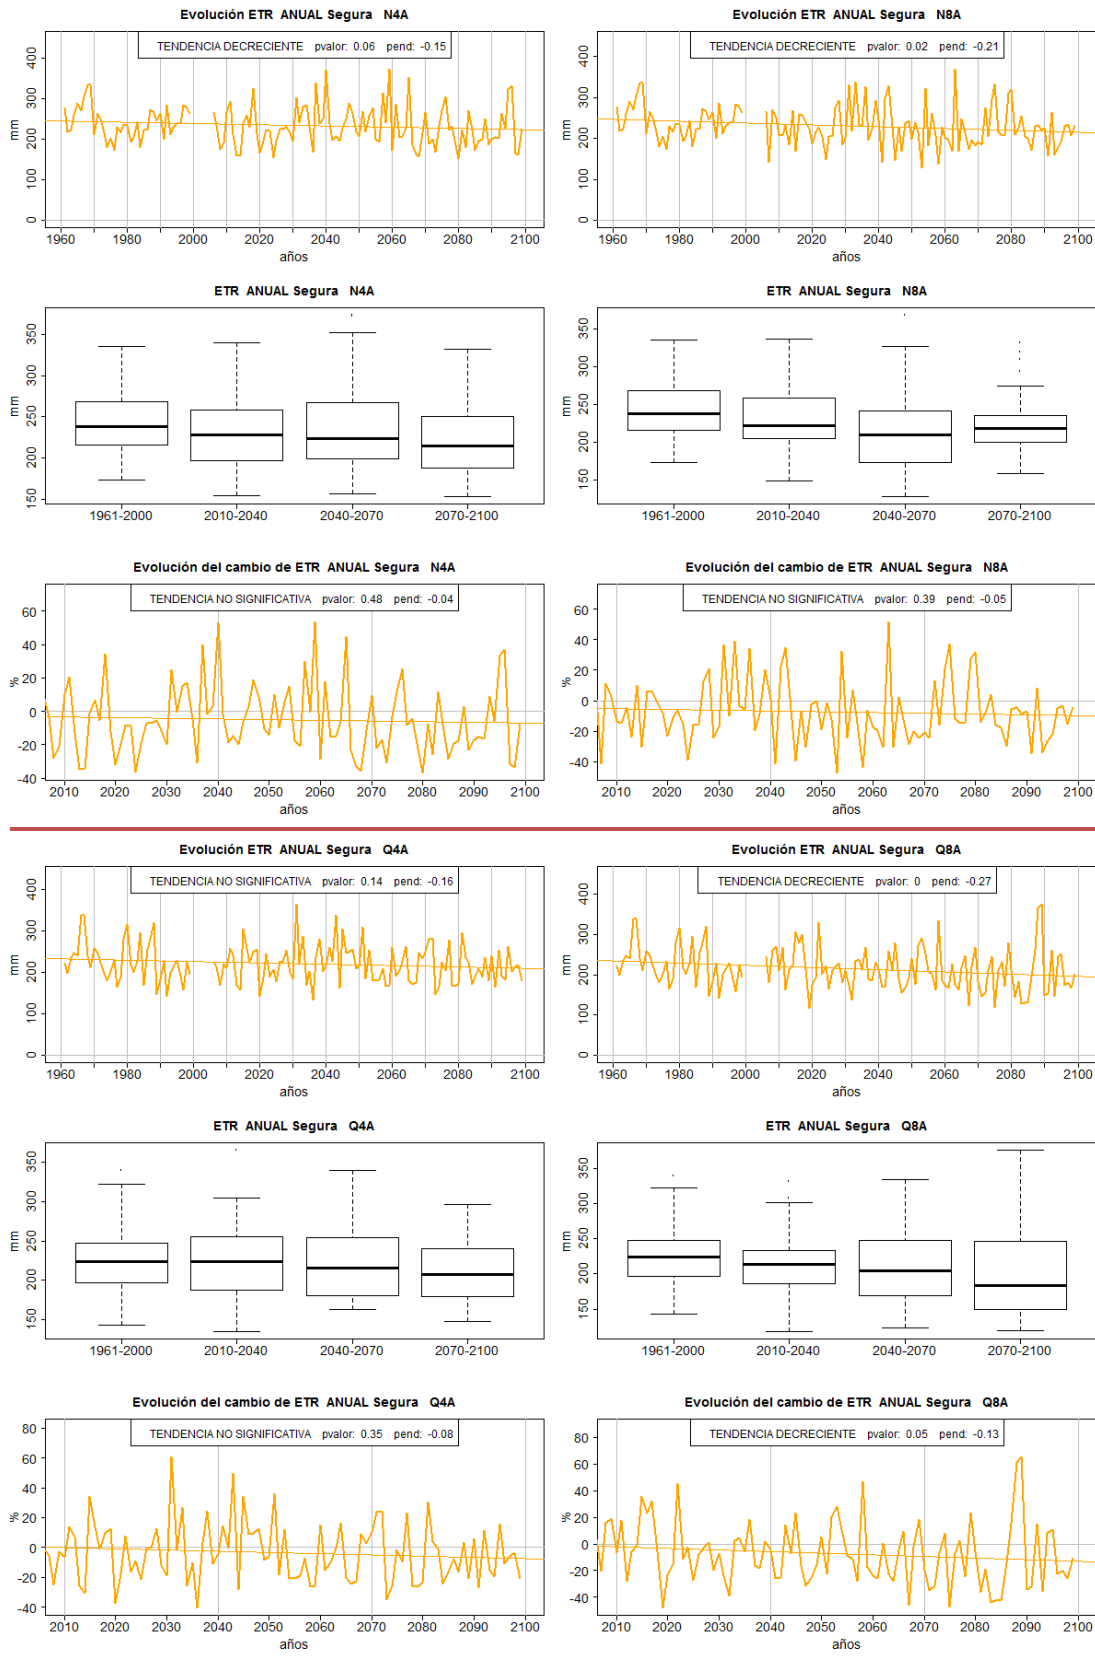 Evolución ETR ANUAL Segura N4A
TENDENCIA DECRECIENTE pvalor: 0.06 pend: -0.15
mm
0 100 200 300 400
1960 1980 2000 2020 2040 2060 2080 2100
años
Evolución ETR ANUAL Segura N8A
TENDENCIA DECRECIENTE pvalor: 0.02 pend: -0.21
mm
0 100 200 300 400
1960 1980 2000 2020 2040 2060 2080 2100
años
ETR ANUAL Segura N4A
mm
150 200 250 300 350
1961-2000 2010-2040 2040-2070 2070-2100
ETR ANUAL Segura N8A
mm
150 200 250 300 350
1961-2000 2010-2040 2040-2070 2070-2100
Evolución del cambio de ETR ANUAL Segura N4A
TENDENCIA NO SIGNIFICATIVA pvalor: 0.48 pend: -0.04
%
60
40
20
0
-20
-40
2010 2020 2030 2040 2050 2060 2070 2080 2090 2100
años
Evolución del cambio de ETR ANUAL Segura N8A
TENDENCIA NO SIGNIFICATIVA pvalor: 0.39 pend: -0.05
%
60
40
20
0
-20
-40
2010 2020 2030 2040 2050 2060 2070 2080 2090 2100
años
Evolución ETR ANUAL Segura Q4A
TENDENCIA NO SIGNIFICATIVA pvalor: 0.14 pend: -0.16
mm
0 100 200 300 400
1960 1980 2000 2020 2040 2060 2080 2100
años
Evolución ETR ANUAL Segura Q8A
TENDENCIA DECRECIENTE pvalor: 0 pend: -0.27
mm
0 100 200 300 400
1960 1980 2000 2020 2040 2060 2080 2100
años
ETR ANUAL Segura Q4A
mm
150 200 250 300 350
1961-2000 2010-2040 2040-2070 2070-2100
ETR ANUAL Segura Q8A
mm
150 200 250 300 350
1961-2000 2010-2040 2040-2070 2070-2100
Evolución del cambio de ETR ANUAL Segura Q4A
TENDENCIA NO SIGNIFICATIVA pvalor: 0.35 pend: -0.08
%
80
60
40
20
0
-20
-40
2010 2020 2030 2040 2050 2060 2070 2080 2090 2100
años
Evolución del cambio de ETR ANUAL Segura Q8A
TENDENCIA DECRECIENTE pvalor: 0.05 pend: -0.13
%
80
60
40
20
0
-20
-40
2010 2020 2030 2040 2050 2060 2070 2080 2090 2100
años